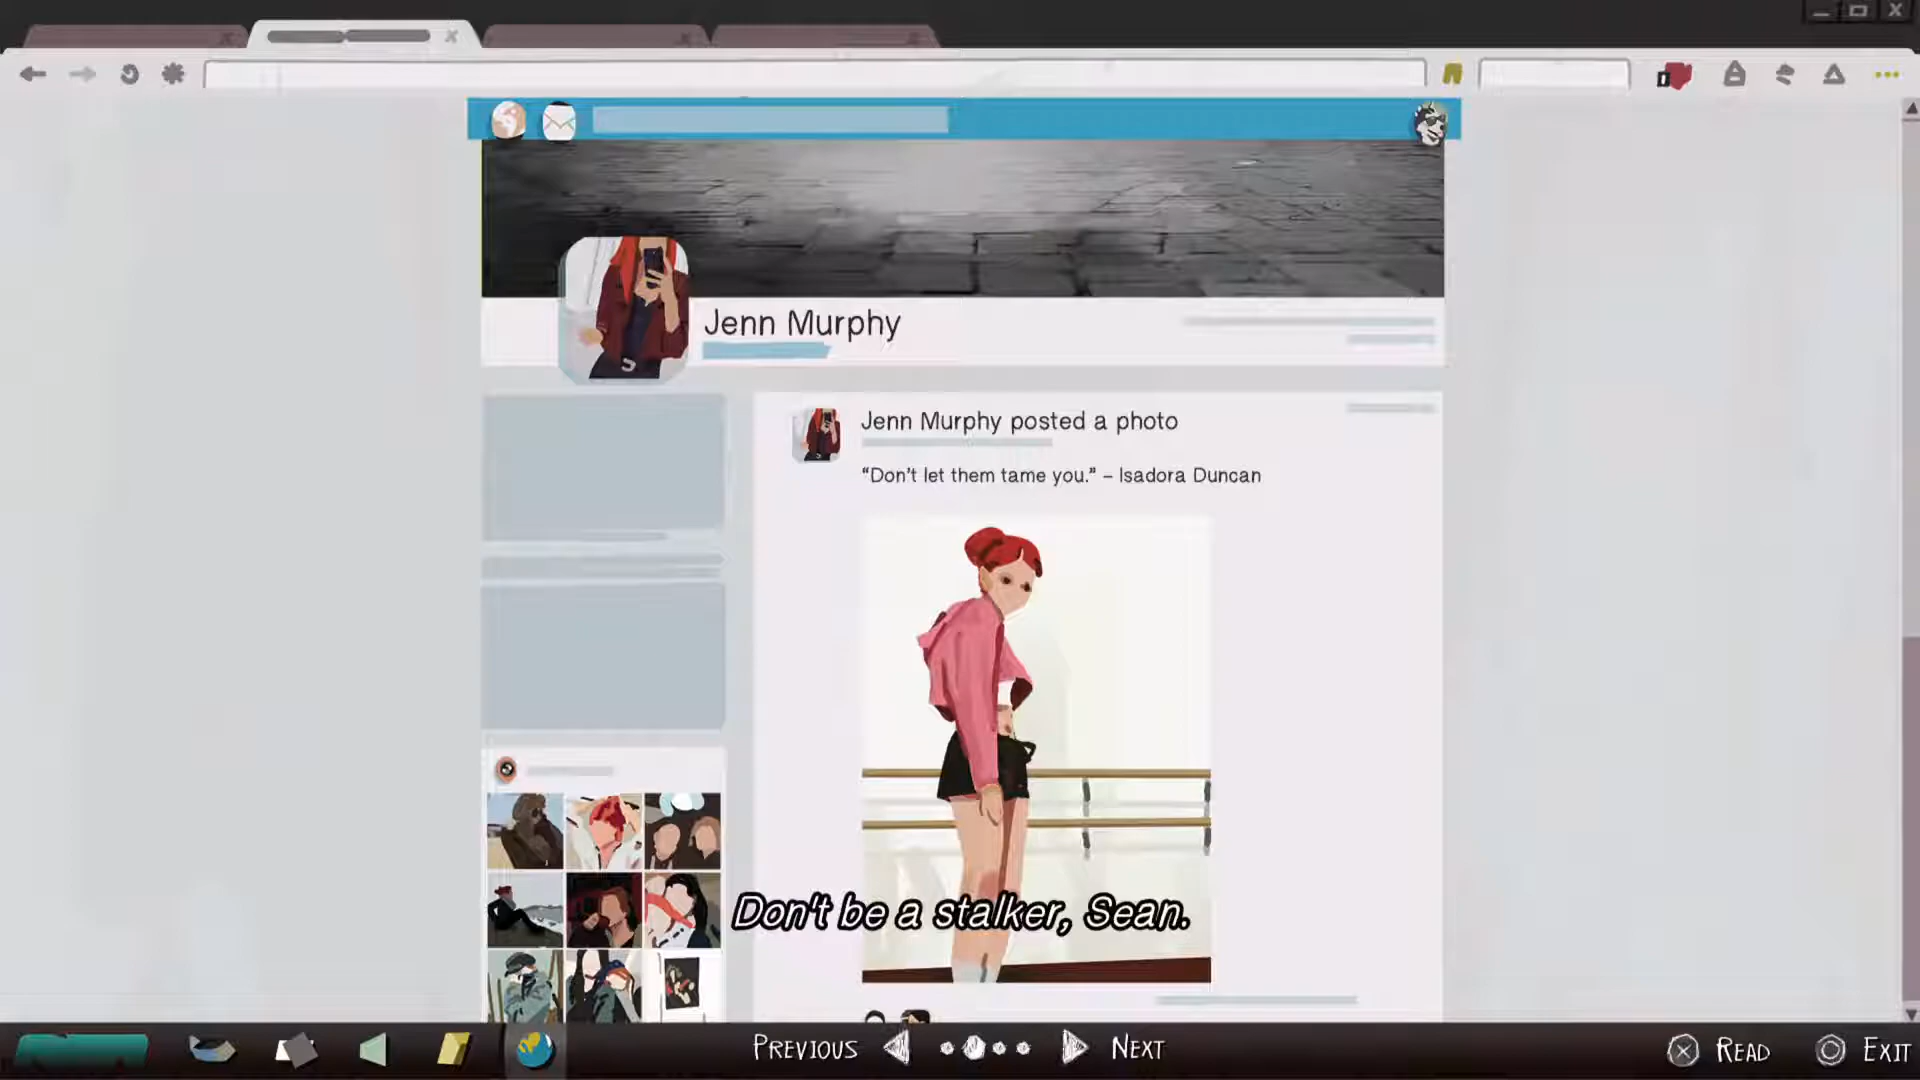 Jenn Murphy
Jenn Murphy posted a photo
“Don’t let them tame you.” – Isadora Duncan
Don't be a stalker, Sean.
PREVIOUS
NEXT
READ
EXIT